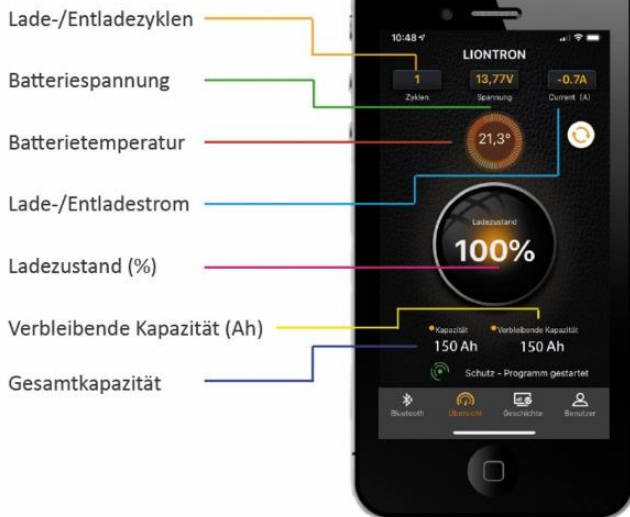 Lade-/Entladezyklen
Batteriespannung
Batterietemperatur
Lade-/Entladestrom
Ladezustand (%)
Verbleibende Kapazität (Ah)
Gesamtkapazität
10:48
LIONTRON
1 13,77V -0.7A
Zyklen Spannung Current (A)
21,3°
Ladezustand
100%
Kapazität Verbleibende Kapazität
150 Ah 150 Ah
Schutz - Programm gestartet
Bluetooth Übersicht Geschichte Benutzer